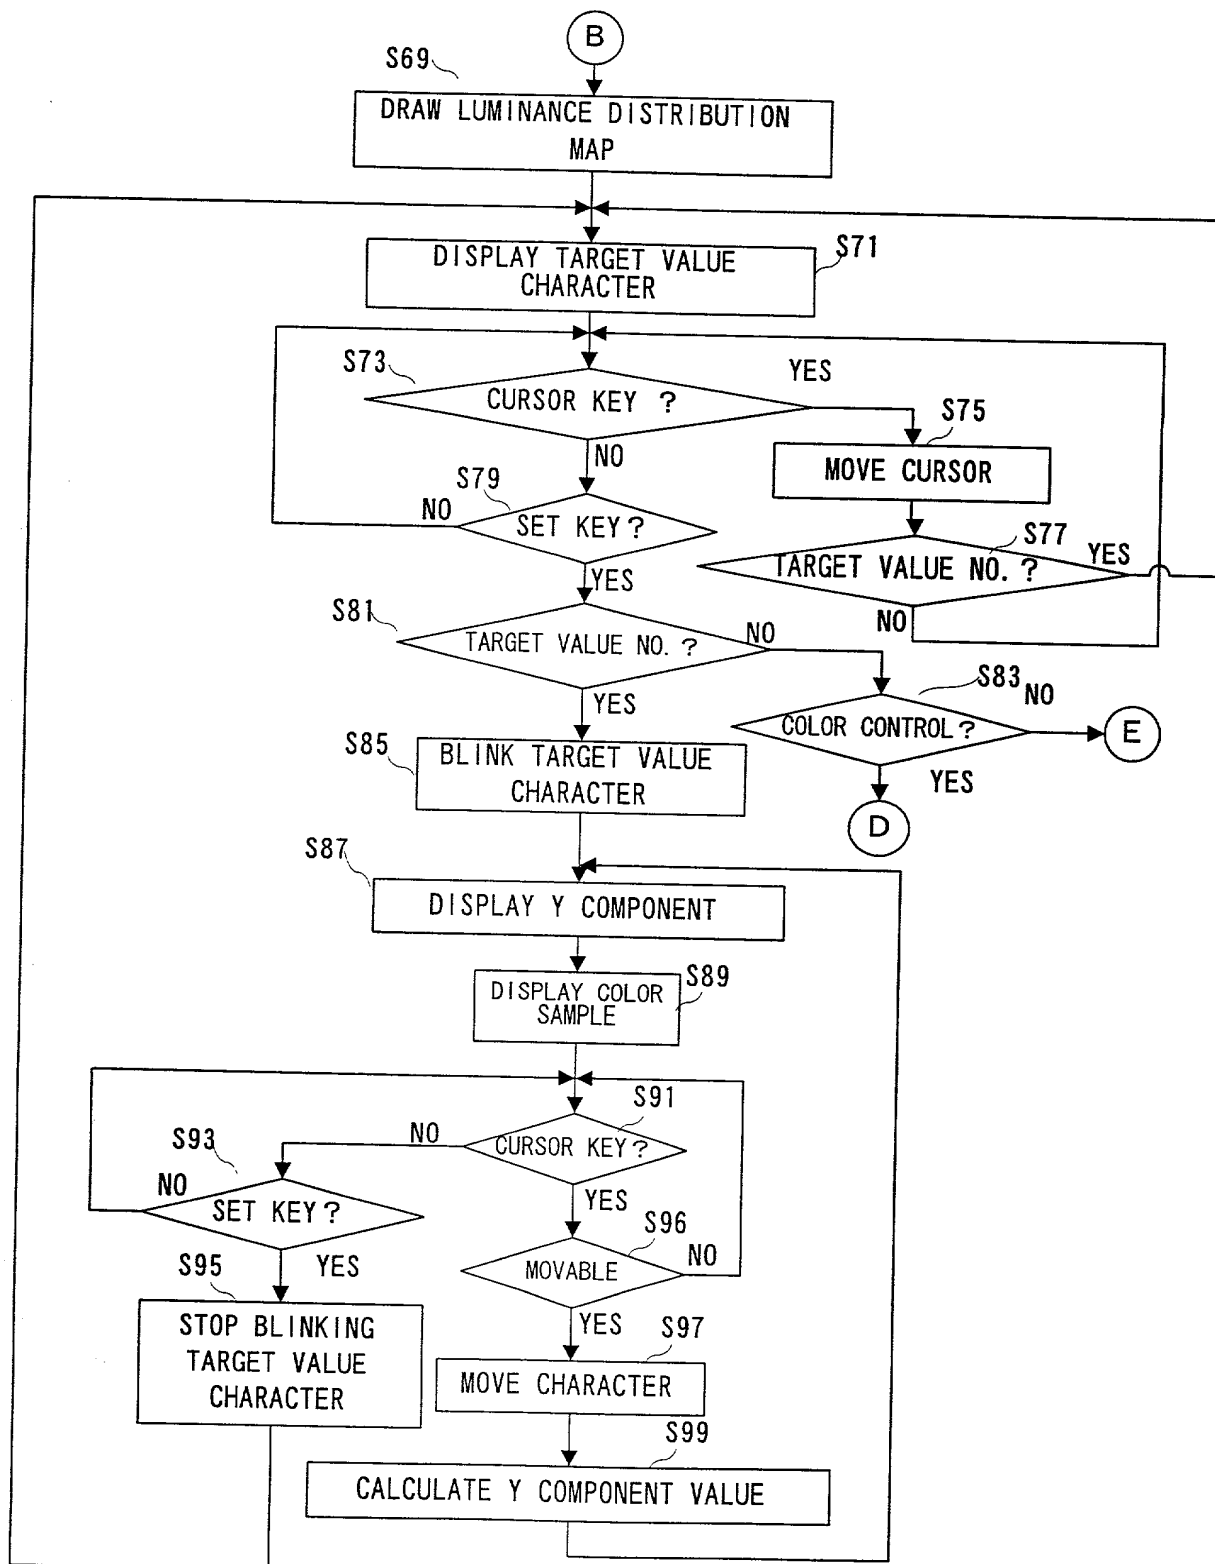 B
S69
DRAW LUMINANCE DISTRIBUTION
MAP
S71
DISPLAY TARGET VALUE
CHARACTER
S73
CURSOR KEY ?
YES
NO
S75
MOVE CURSOR
S77
TARGET VALUE NO. ?
YES
NO
S79
SET KEY ?
NO
YES
S81
TARGET VALUE NO. ?
NO
YES
S83
COLOR CONTROL ?
NO
E
YES
D
S85
BLINK TARGET VALUE
CHARACTER
S87
DISPLAY Y COMPONENT
S89
DISPLAY COLOR
SAMPLE
S91
CURSOR KEY ?
NO
YES
S93
SET KEY ?
NO
YES
S95
STOP BLINKING
TARGET VALUE
CHARACTER
S96
MOVABLE
NO
YES
S97
MOVE CHARACTER
S99
CALCULATE Y COMPONENT VALUE